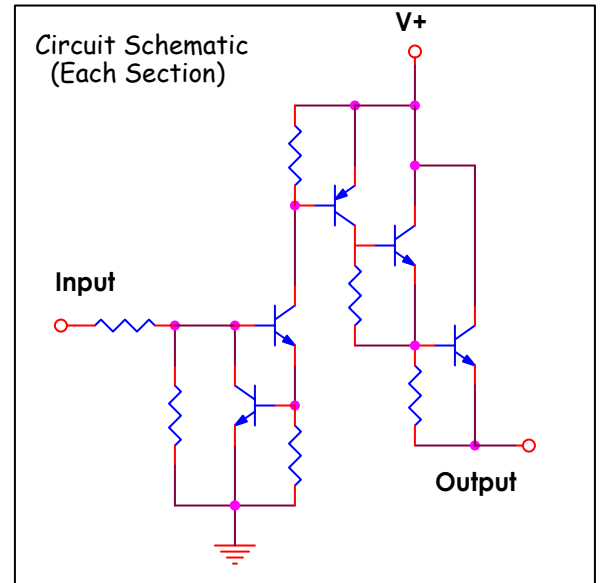 V+
Circuit Schematic
(Each Section)
Input
Output